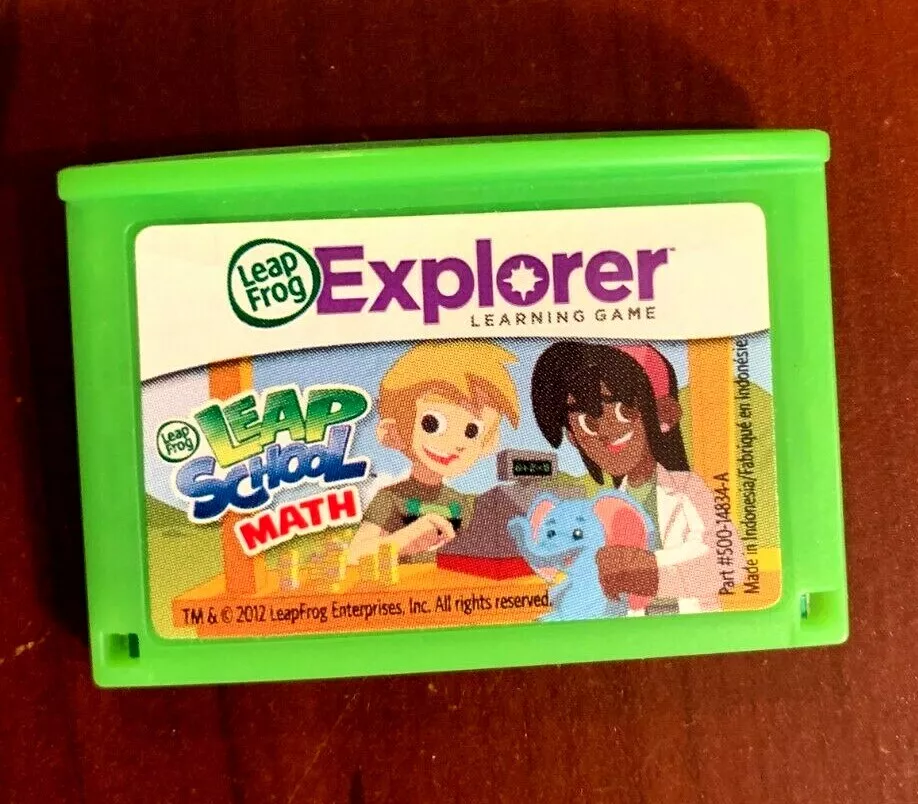 Leap
Frog
Explorer™
LEARNING GAME
Leap
Frog
LEAP
SCHOOL
MATH
TM & © 2012 LeapFrog Enterprises, Inc. All rights reserved.
Part #500-14834-A
Made in Indonesia/Fabriqué en Indonésie